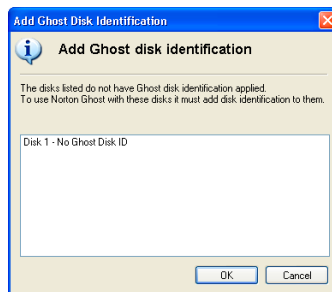 Add Ghost Disk Identification
Add Ghost disk identification
The disks listed do not have Ghost disk identification applied.
To use Norton Ghost with these disks it must add disk identification to them.
Disk 1 - No Ghost Disk ID
OK Cancel